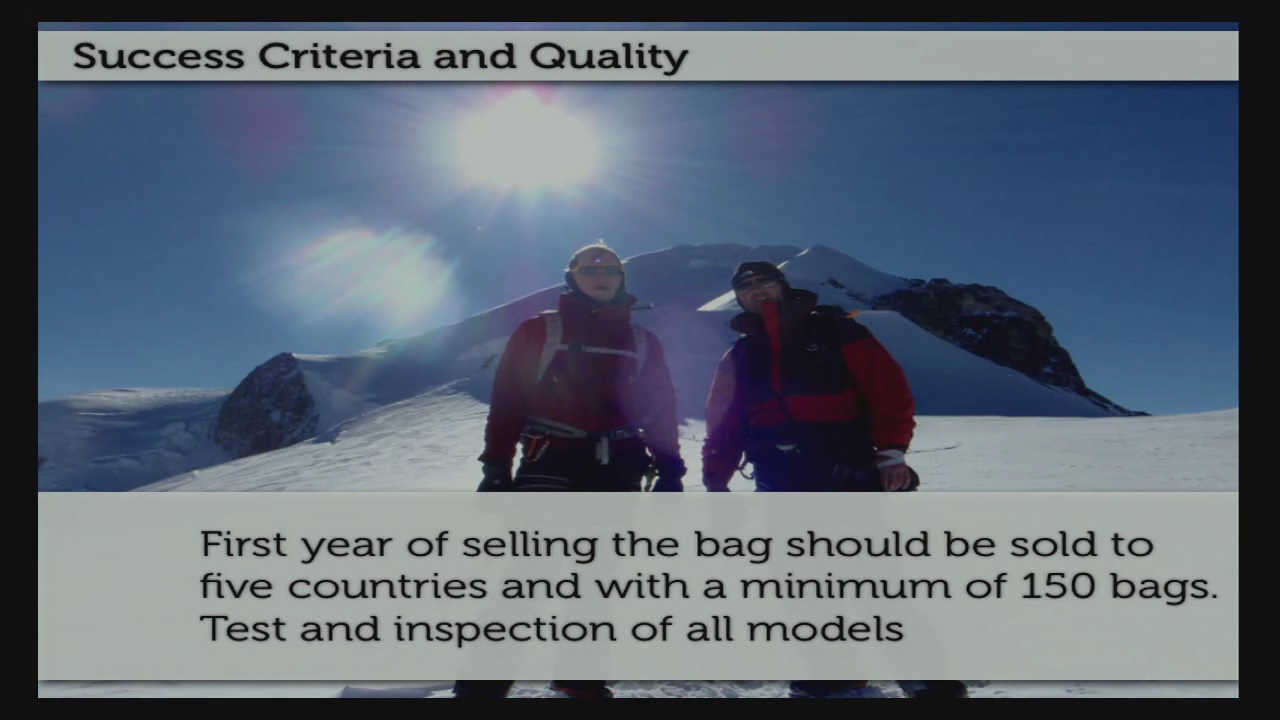 Success Criteria and Quality
First year of selling the bag should be sold to
five countries and with a minimum of 150 bags.
Test and inspection of all models